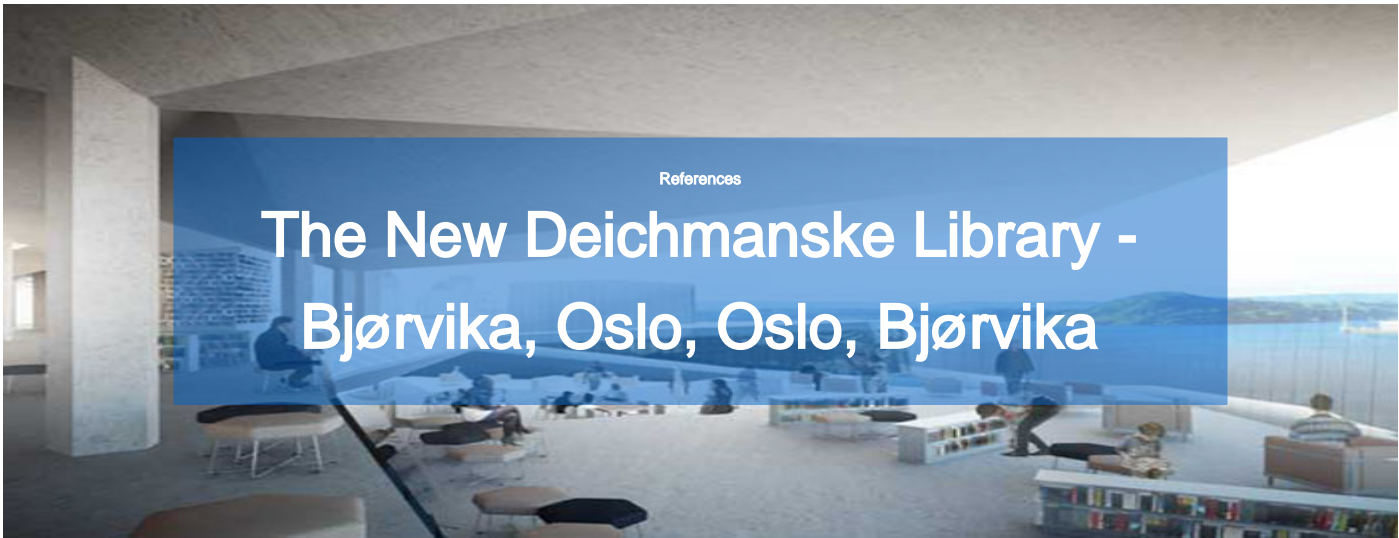 References
The New Deichmanske Library -
Bjørvika, Oslo, Oslo, Bjørvika